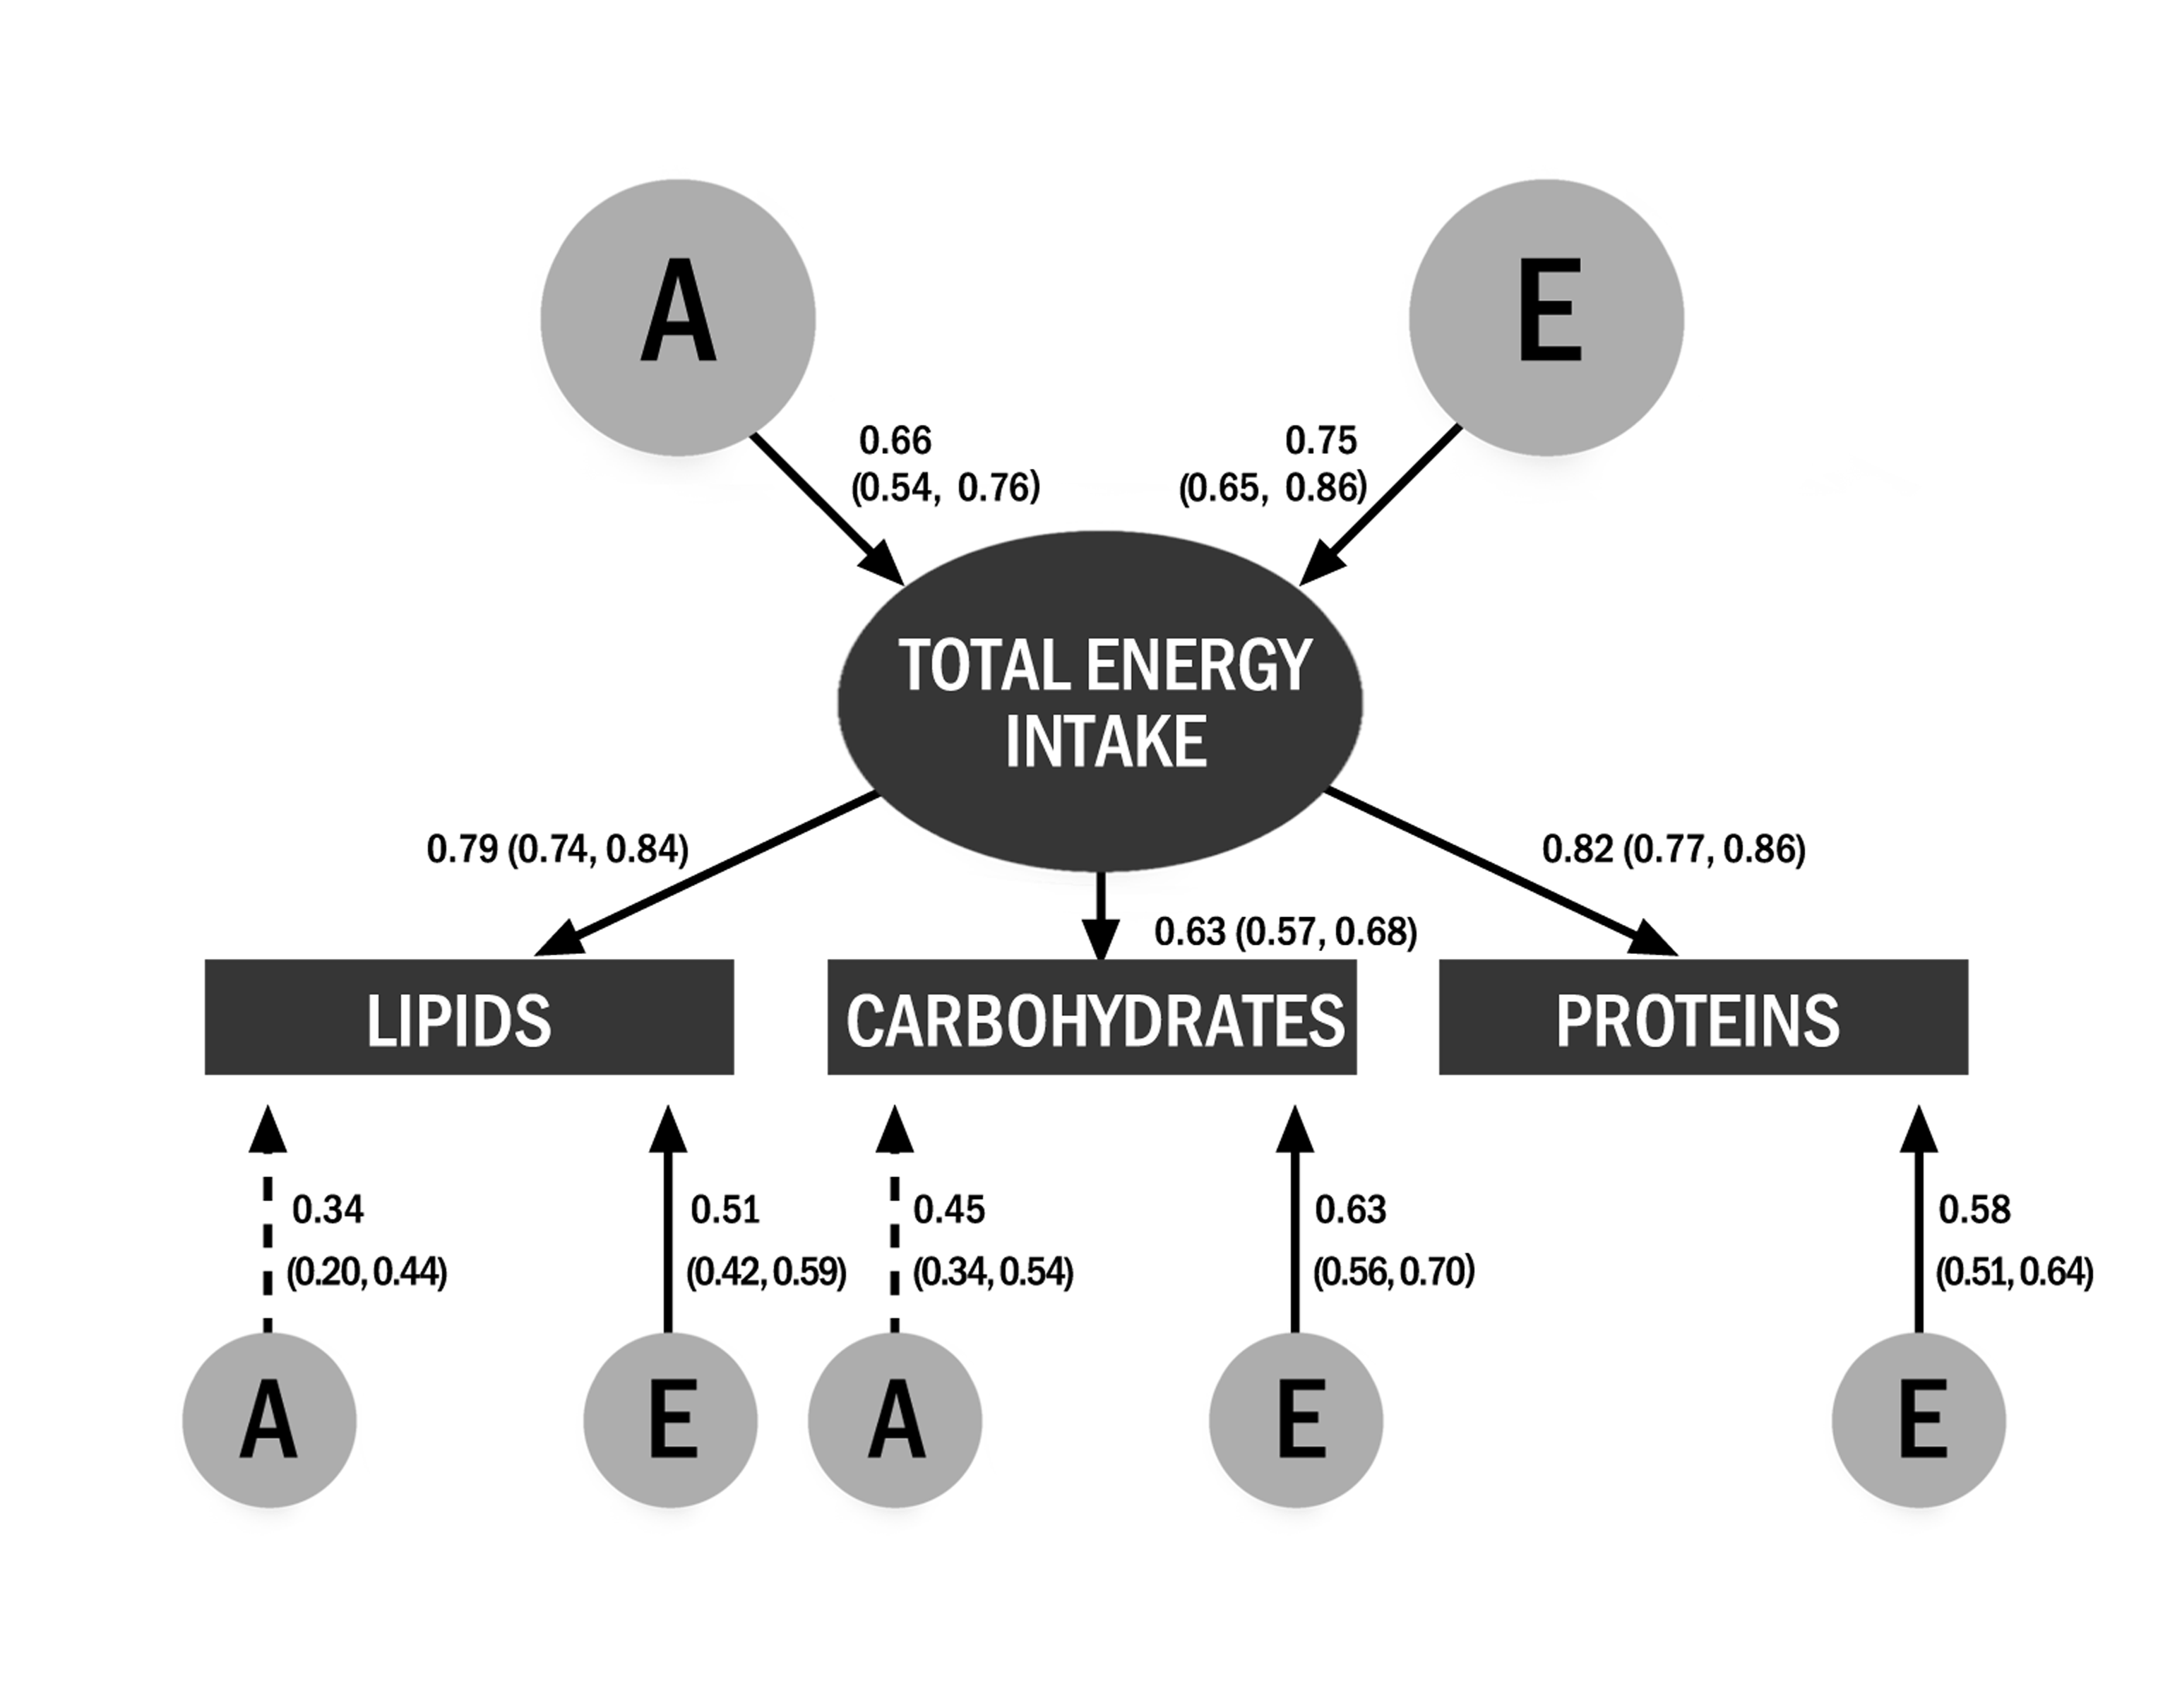 A
E
0.66
(0.54, 0.76)
0.75
(0.65, 0.86)
TOTAL ENERGY
INTAKE
0.79 (0.74, 0.84)
0.63 (0.57, 0.68)
0.82 (0.77, 0.86)
LIPIDS
CARBOHYDRATES
PROTEINS
0.34
(0.20, 0.44)
0.51
(0.42, 0.59)
0.45
(0.34, 0.54)
0.63
(0.56, 0.70)
0.58
(0.51, 0.64)
A
E
A
E
E